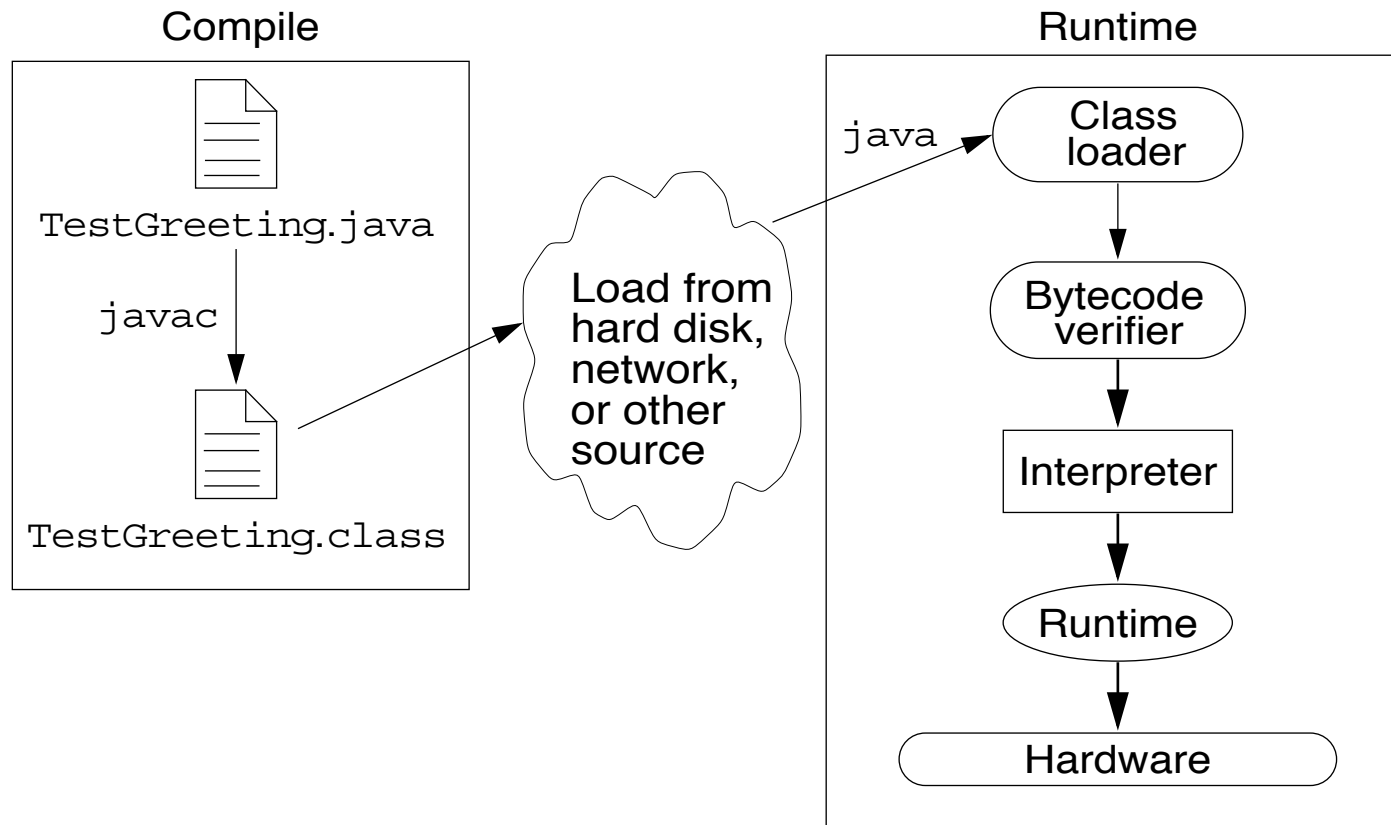 Compile
TestGreeting.java
javac
TestGreeting.class
Load from
hard disk,
network,
or other
source
Runtime
java
Class
loader
Bytecode
verifier
Interpreter
Runtime
Hardware